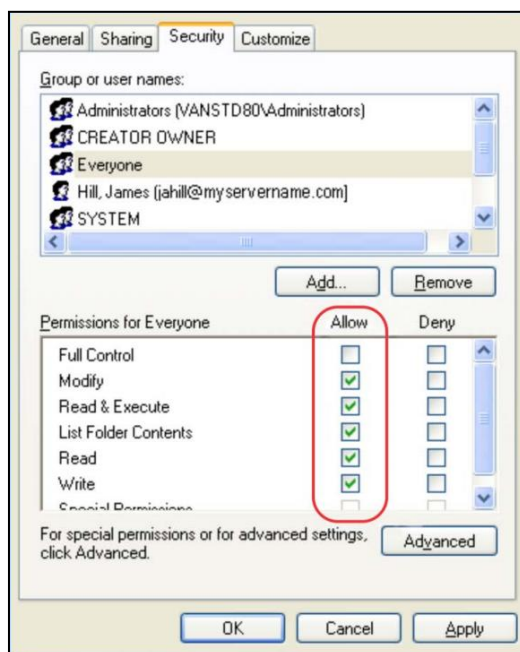 General Sharing Security Customize
Group or user names:
Administrators (VANSTD80\Administrators)
CREATOR OWNER
Everyone
Hill, James (jahill@myservername.com]
SYSTEM
Add... Remove
Permissions for Everyone Allow Deny
Full Control
Modify
Read & Execute
List Folder Contents
Read
Write
Special Permissions
For special permissions or for advanced settings,
click Advanced.
Advanced
OK Cancel Apply